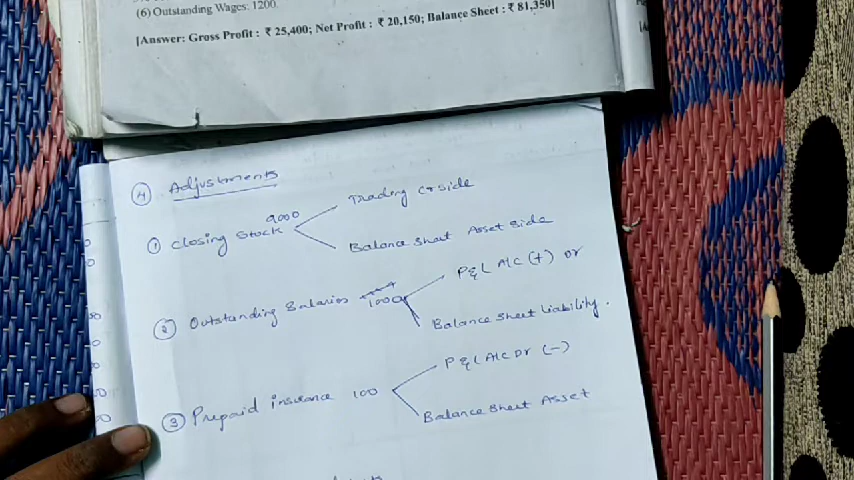 (6) Outstanding Wages: 1200.
[Answer: Gross Profit : ₹ 25,400; Net Profit : ₹ 20,150; Balance Sheet : ₹ 81,350]
4 Adjustments
1 Closing Stock 9000 Trading Cr side
Balance sheet Asset Side
2 Outstanding Salaries 1000 P&L A/C (+) Dr
Balance sheet Liability.
3 Prepaid insurance 100 P&L A/C Dr (-)
Balance Sheet Asset